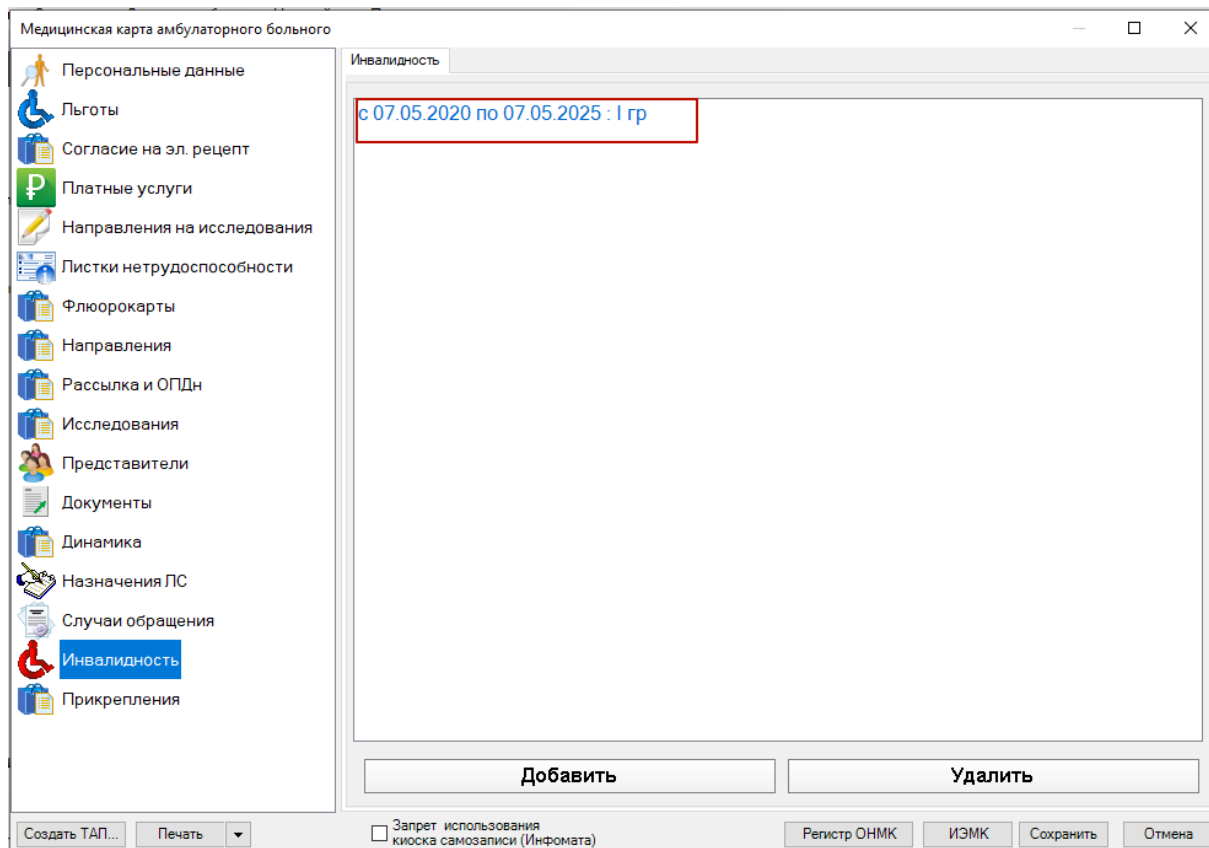 Медицинская карта амбулаторного больного
Персональные данные
Льготы
Согласие на эл. рецепт
Платные услуги
Направления на исследования
Листки нетрудоспособности
Флюорокарты
Направления
Рассылка и ОПДн
Исследования
Представители
Документы
Динамика
Назначения ЛС
Случаи обращения
Инвалидность
Прикрепления
Инвалидность
с 07.05.2020 по 07.05.2025 : I гр
Добавить
Удалить
Создать ТАП...
Печать
Запрет использования
киоска самозаписи (Инфомата)
Регистр ОНМК
ИЭМК
Сохранить
Отмена